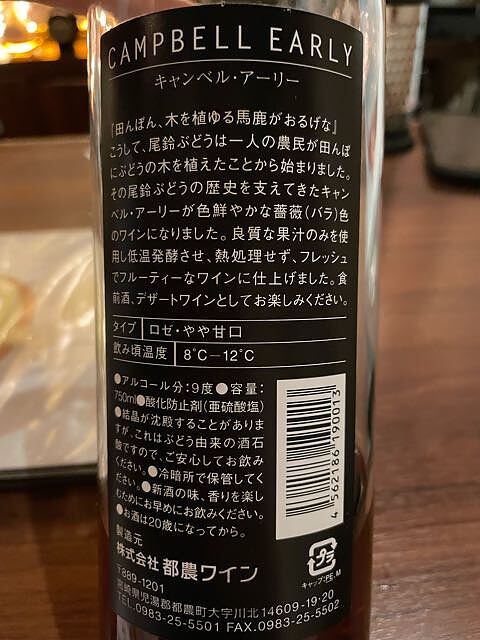 CAMPBELL EARLY
キャンベル・アーリー
『田んぽん、木を植ゆる馬鹿がおるげな』
こうして、尾鈴ぶどうは一人の農民が田んぼ
にぶどうの木を植えたことから始まりました。
その尾鈴ぶどうの歴史を支えてきたキャン
ベル・アーリーが色鮮やかな薔薇（バラ）色
のワインになりました。良質な果汁のみを使
用し低温発酵させ、熱処理せず、フレッシュ
でフルーティーなワインに仕上げました。食
前酒、デザートワインとしてお楽しみください。
タイプ ロゼ・やや甘口
飲み頃温度 8℃―12℃
●アルコール分:9度●容量:
750ml●酸化防止剤(亜硫酸塩)
●結晶が沈殿することがありま
すが、これはぶどう由来の酒石
酸ですので、ご安心してお飲み
ください。●冷暗所で保管してく
ださい。●新酒の味、香りを楽し
むためにお早めにお飲みください。
●お酒は20歳になってから。
製造元
株式会社 都農ワイン
〒889-1201
宮崎県児湯郡都農町大字川北14609-19・20
TEL.0983-25-5501 FAX.0983-25-5502
4 562186 190013
プラ
キャップ:PE・M